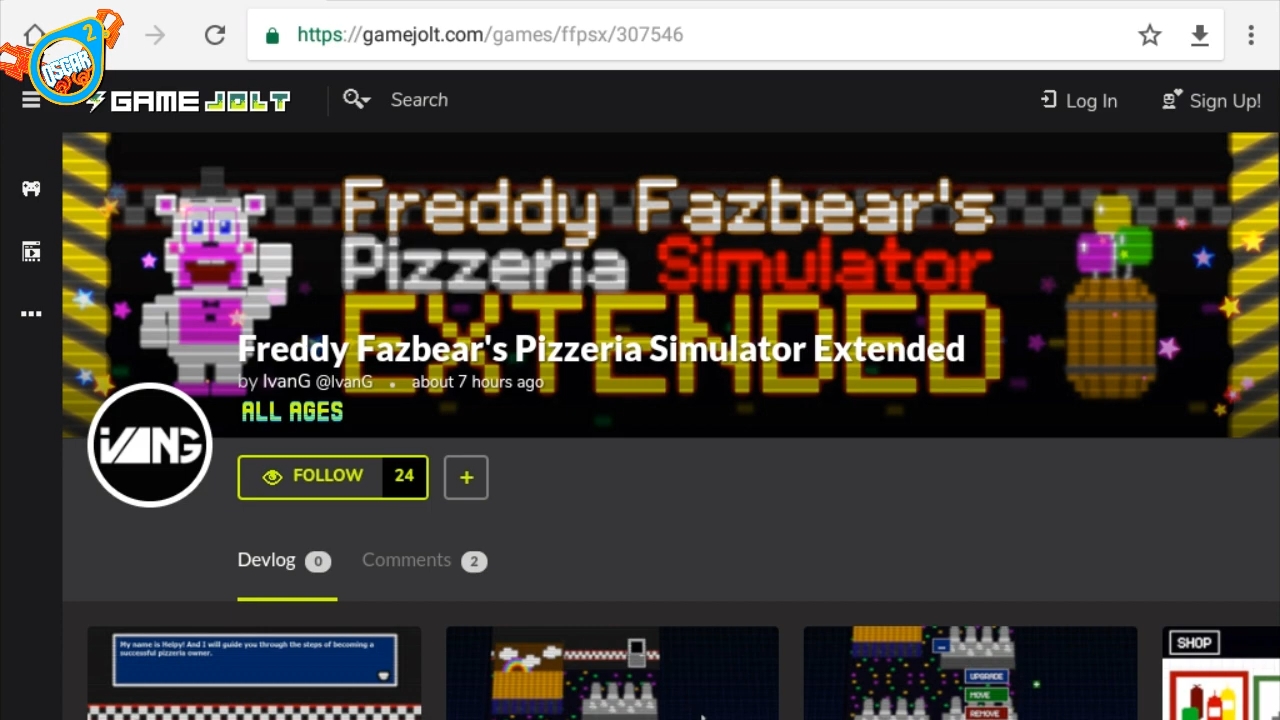 https://gamejolt.com/games/ffpsx/307546
2
OSCAR
GAME JOLT
Search
Log In
Sign Up!
Freddy Fazbear's
Pizzeria Simulator
EXTENDED
Freddy Fazbear's Pizzeria Simulator Extended
by IvanG @IvanG • about 7 hours ago
ALL AGES
iVANG
FOLLOW 24
+
Devlog 0 Comments 2
My name is Helpy! And I will guide you through the steps of becoming a
successful pizzeria owner.
SHOP
UPGRADE
MOVE
REMOVE